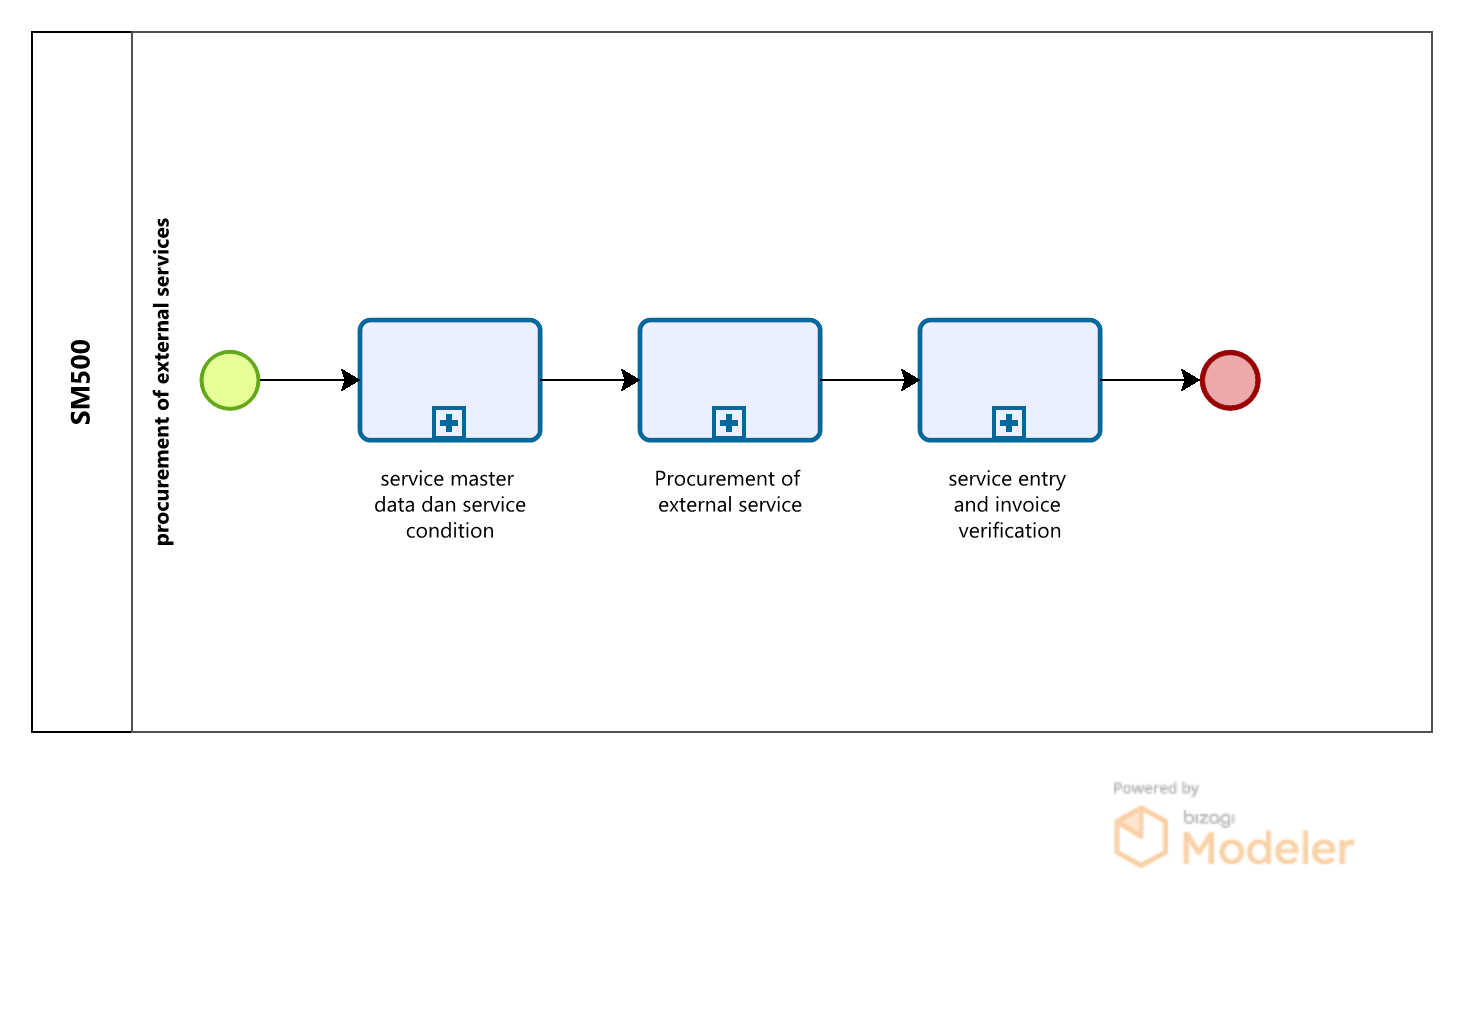 SM500
procurement of external services
service master
data dan service
condition
Procurement of
external service
service entry
and invoice
verification
Powered by
bizagi
Modeler